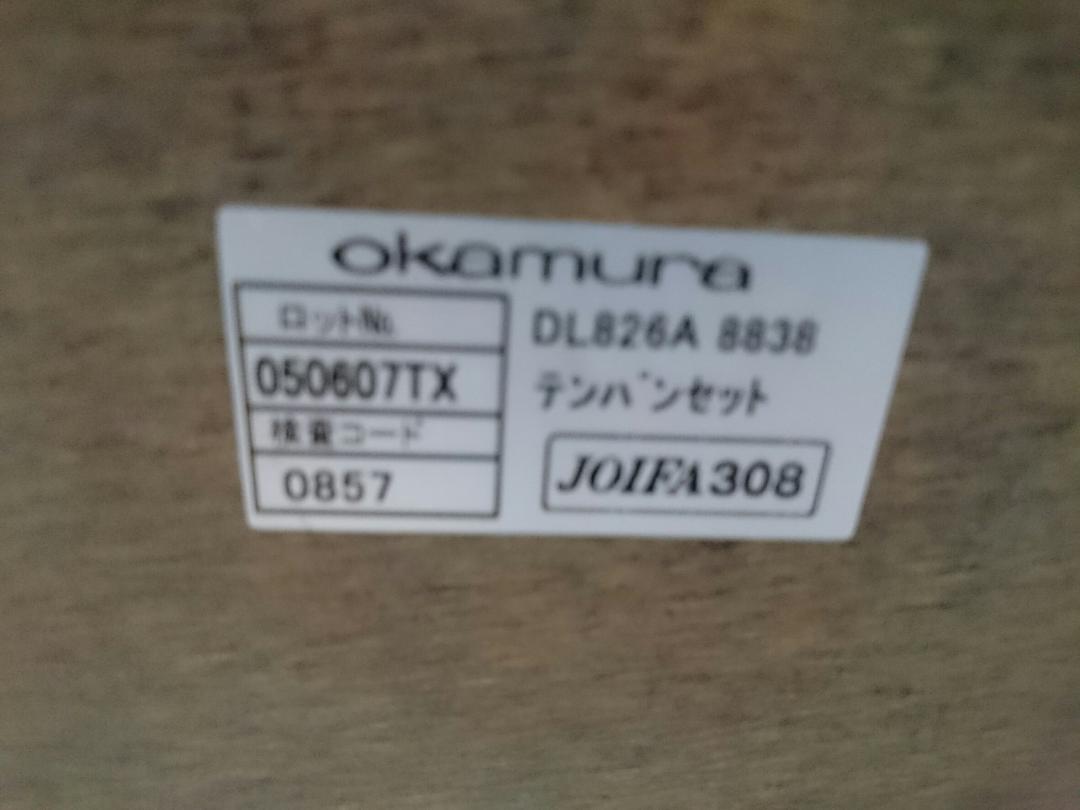 okamura
ロットNo.
050607TX
検査コード
0857
DL826A 8838
テンバンセット
JOIFA308